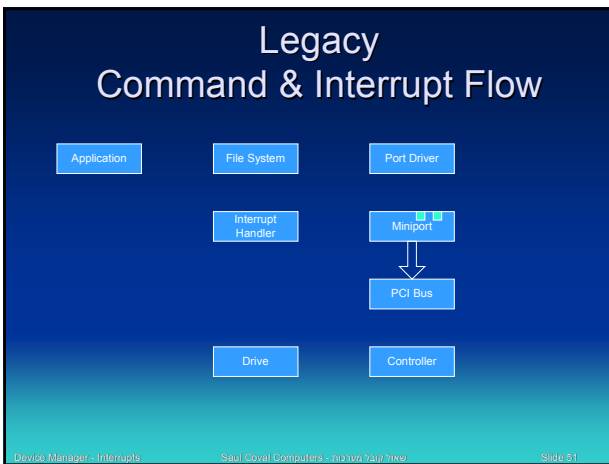 Legacy
Command & Interrupt Flow
Application
File System
Port Driver
Interrupt
Handler
Miniport
PCI Bus
Drive
Controller
Device Manager - Interrupts
Saul Coval Computers - שאול קובל מערכות
Slide 51